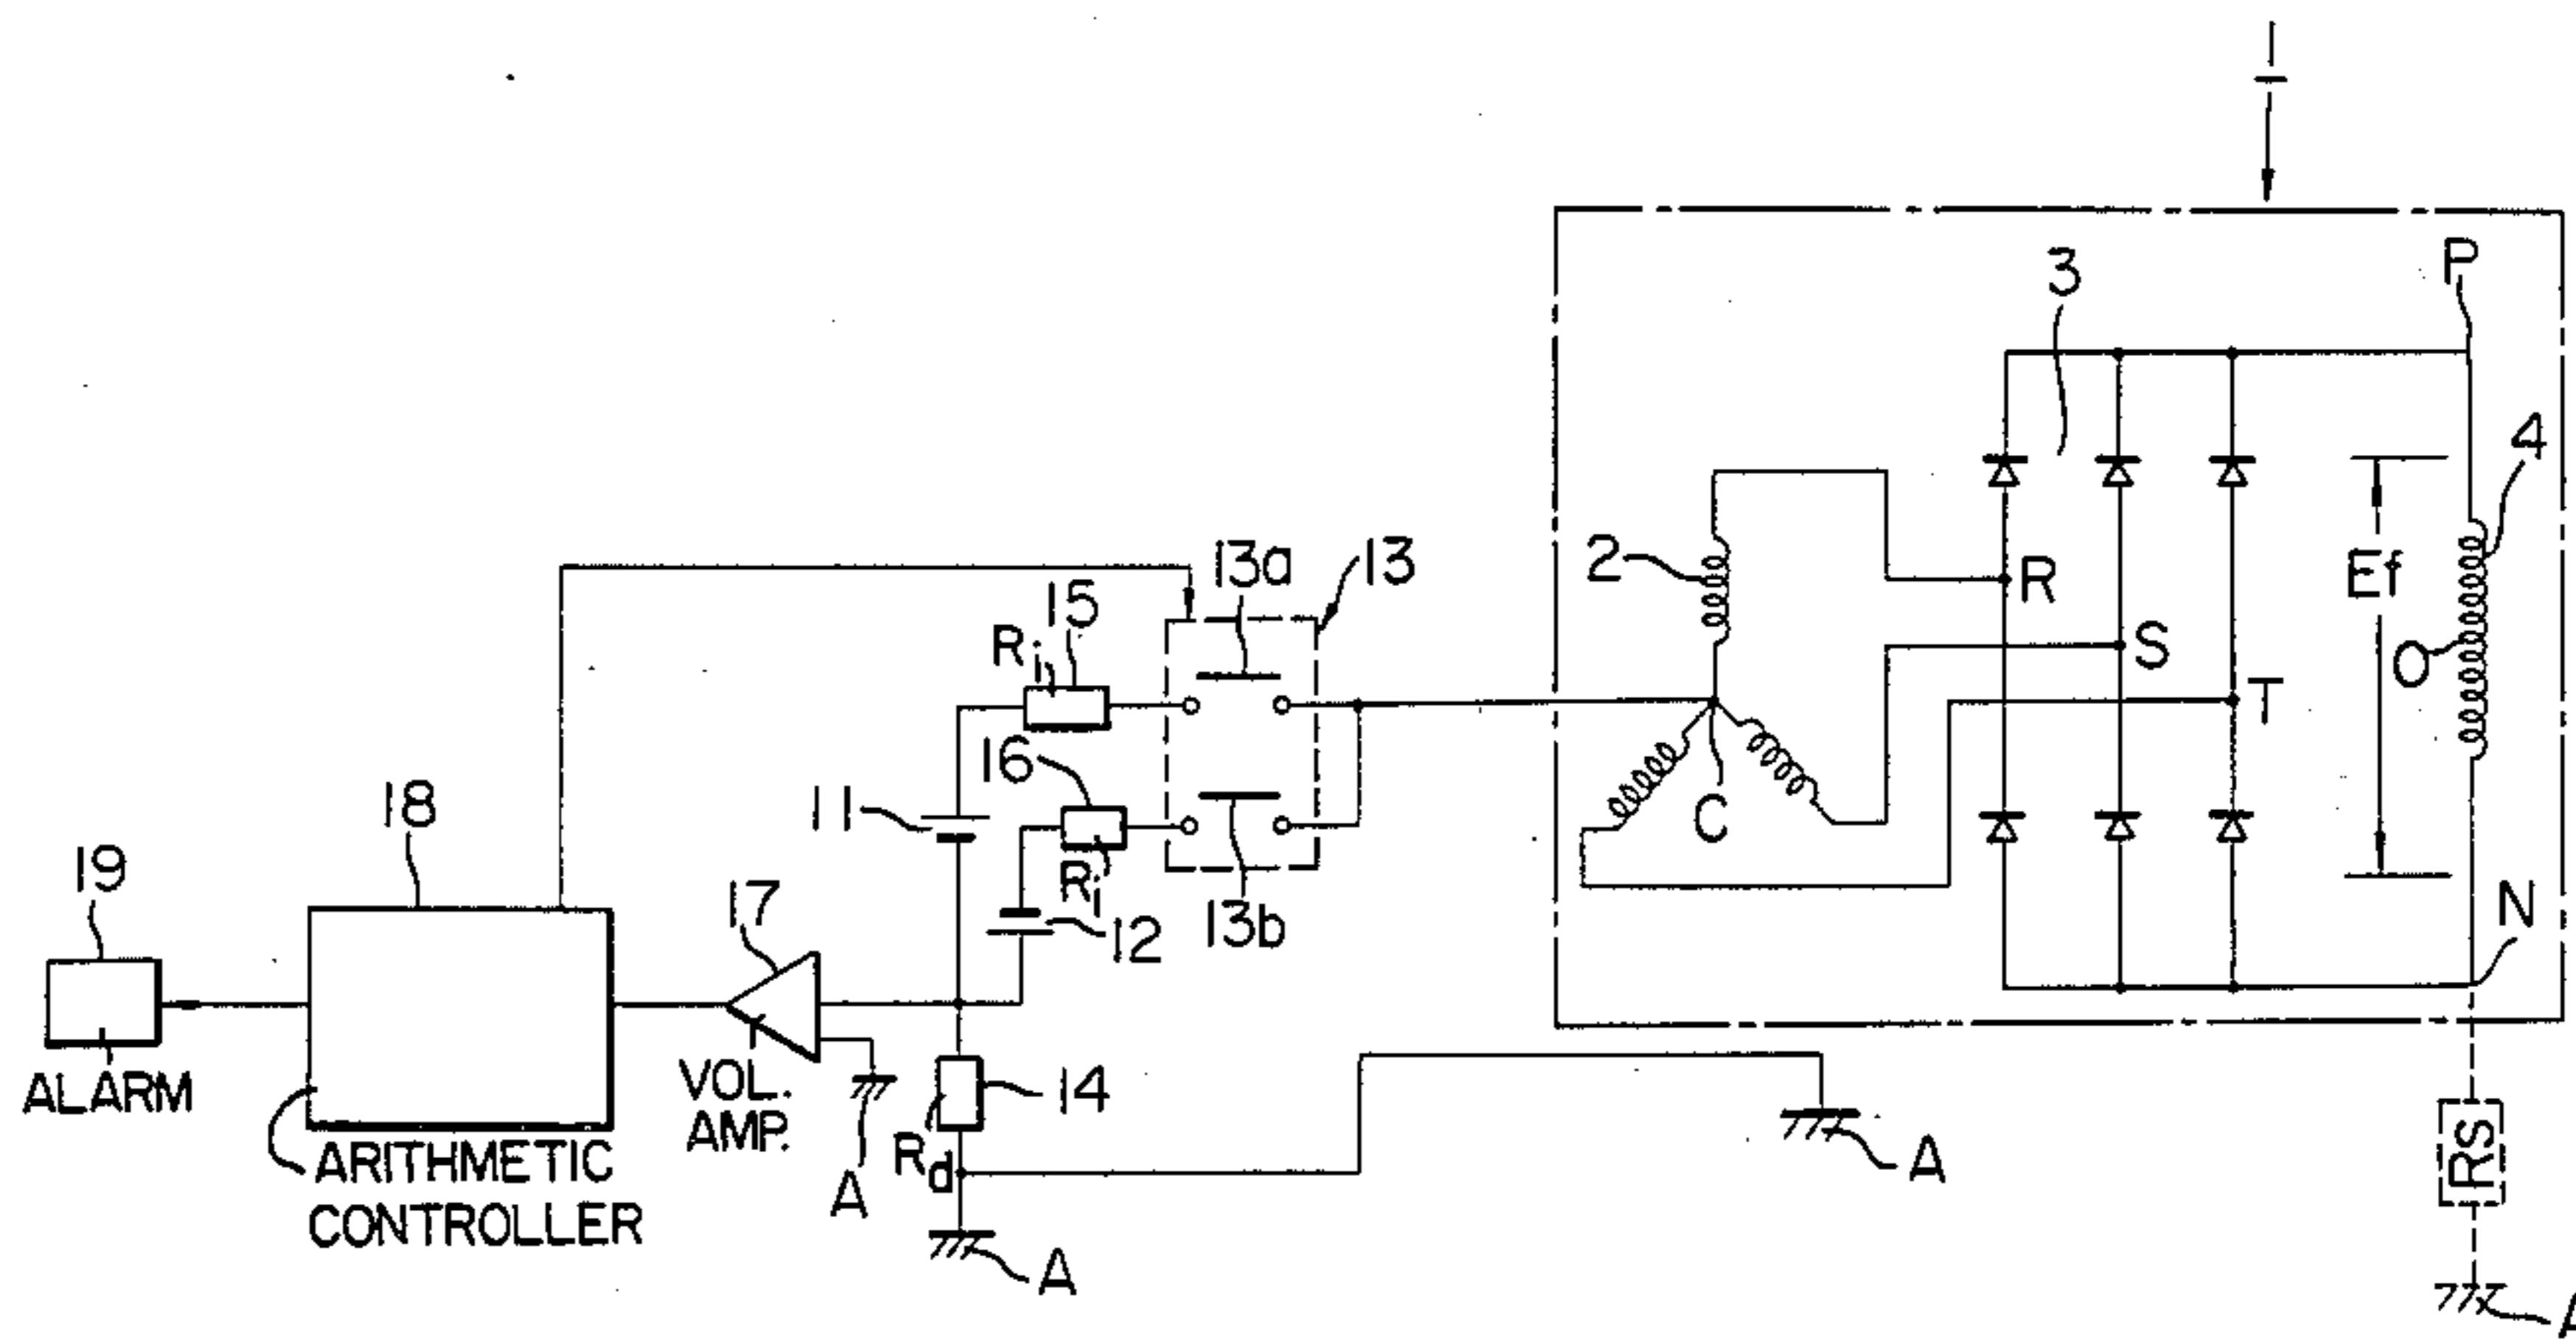 1
P
3
4
13a
13
2
R
Ef
15
Ri
S
O
T
16
11
C
18
Ri
19
17
12
13b
N
VOL.
AMP.
14
ALARM
Rd
A
A
RS
ARITHMETIC
CONTROLLER
A
A